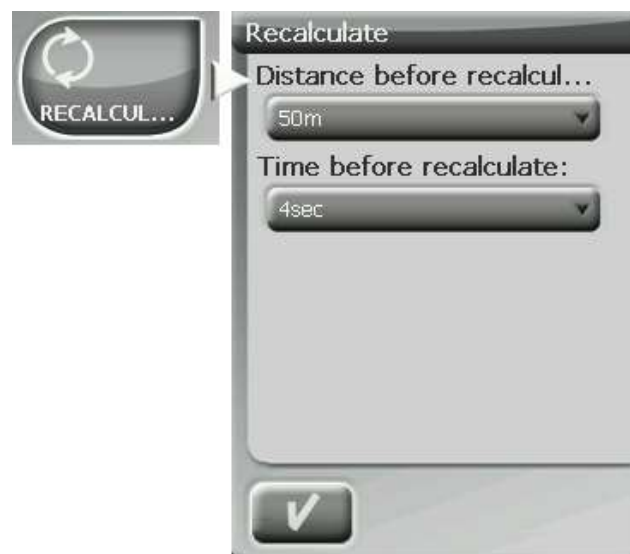 RECALCUL...
Recalculate
Distance before recalcul...
50m
Time before recalculate:
4sec